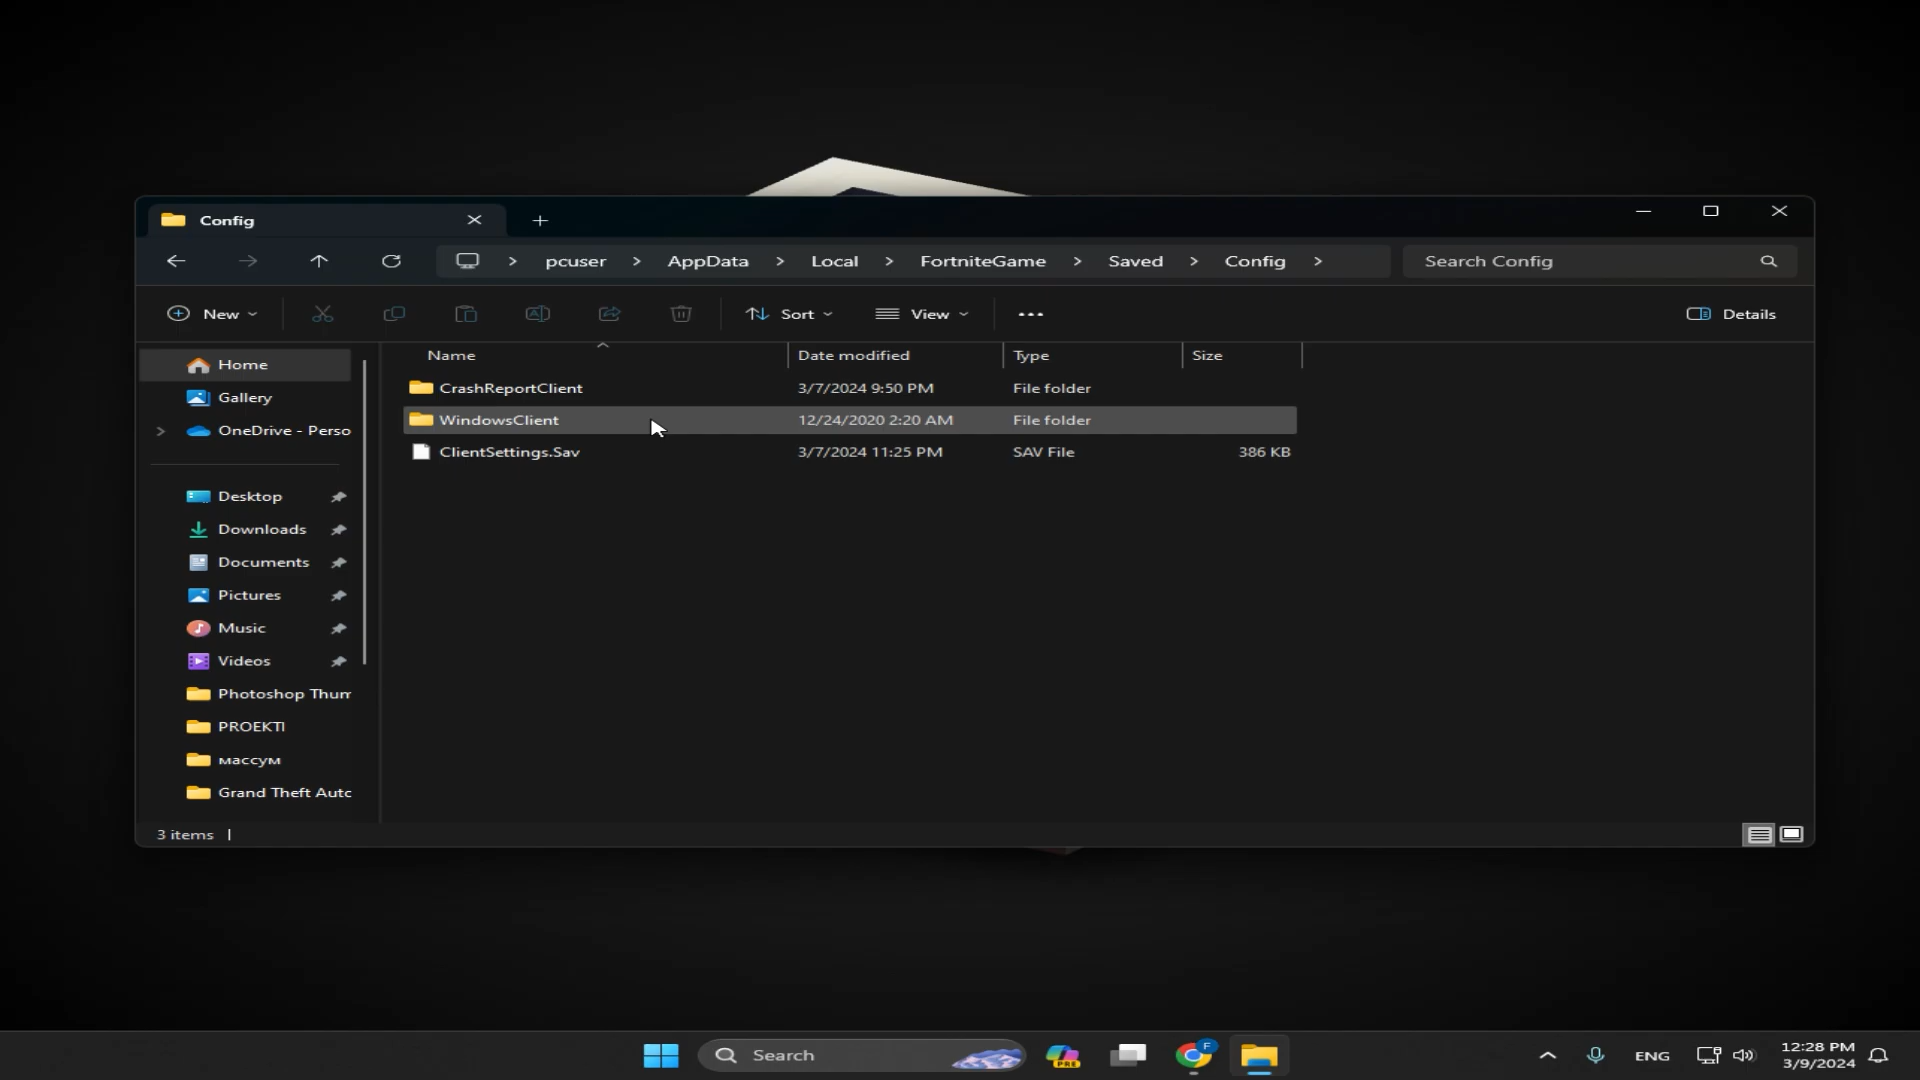 Config
pcuser > AppData > Local > FortniteGame > Saved > Config >
Search Config
New
Sort
View
Details
Name
Date modified
Type
Size
CrashReportClient 3/7/2024 9:50 PM File folder
WindowsClient 12/24/2020 2:20 AM File folder
ClientSettings.Sav 3/7/2024 11:25 PM SAV File 386 KB
Home
Gallery
OneDrive - Perso
Desktop
Downloads
Documents
Pictures
Music
Videos
Photoshop Thum
PROEKTI
массум
Grand Theft Autc
3 items
Search
PRE
F
ENG
12:28 PM
3/9/2024